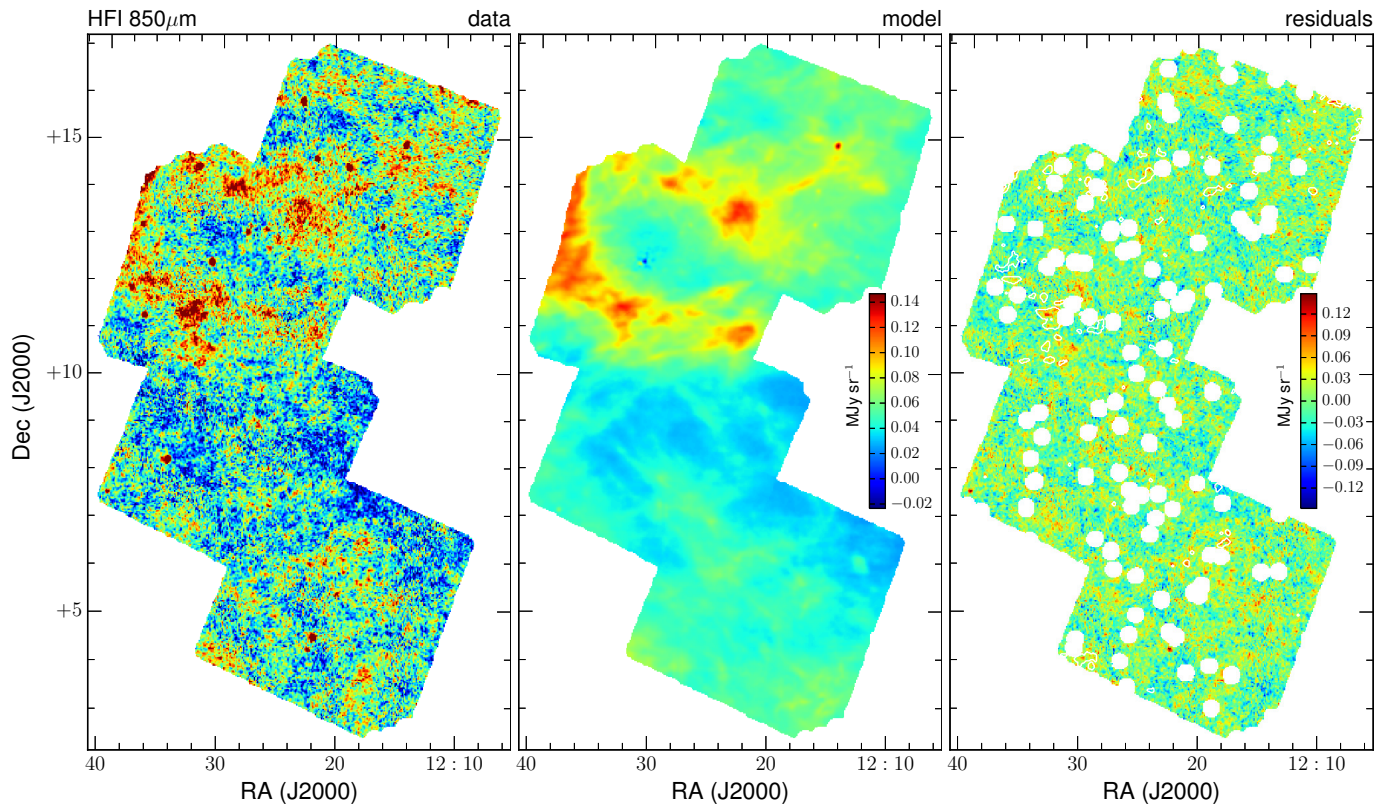 HFI 850μm data
model
residuals
Dec (J2000)
+15
+10
+5
0.14
0.12
0.10
0.08
0.06
0.04
0.02
0.00
−0.02
MJy sr⁻¹
0.12
0.09
0.06
0.03
0.00
−0.03
−0.06
−0.09
−0.12
MJy sr⁻¹
40 30 20 12 : 10
40 30 20 12 : 10
40 30 20 12 : 10
RA (J2000)
RA (J2000)
RA (J2000)